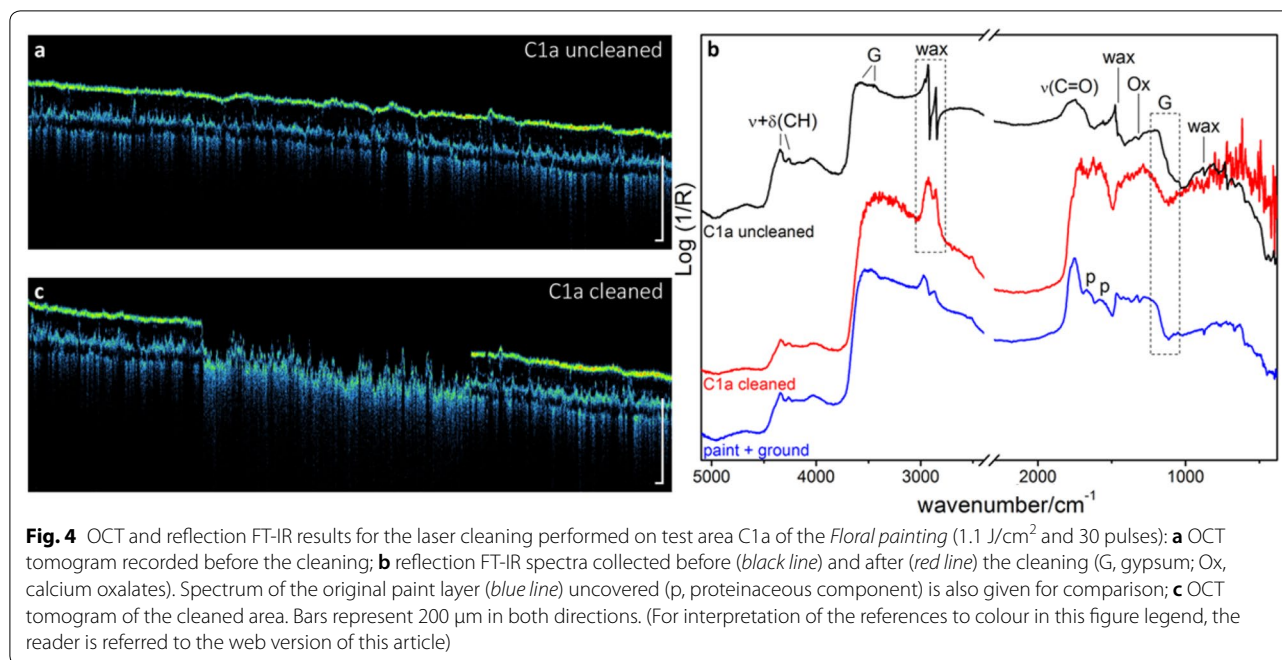 a
C1a uncleaned
c
C1a cleaned
b
G
wax
ν+δ(CH)
ν(C=O)
wax
Ox
G
wax
Log (1/R)
C1a uncleaned
p
p
C1a cleaned
paint + ground
5000 4000 3000 2000 1000
wavenumber/cm⁻¹
Fig. 4 OCT and reflection FT-IR results for the laser cleaning performed on test area C1a of the Floral painting (1.1 J/cm² and 30 pulses): a OCT
tomogram recorded before the cleaning; b reflection FT-IR spectra collected before (black line) and after (red line) the cleaning (G, gypsum; Ox,
calcium oxalates). Spectrum of the original paint layer (blue line) uncovered (p, proteinaceous component) is also given for comparison; c OCT
tomogram of the cleaned area. Bars represent 200 μm in both directions. (For interpretation of the references to colour in this figure legend, the
reader is referred to the web version of this article)